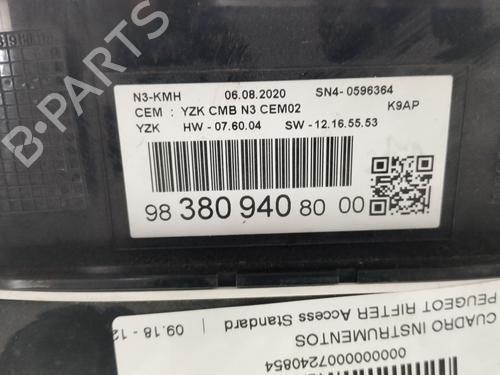 B-PARTS
N3-KMH 06.08.2020 SN4- 0596364
CEM : YZK CMB N3 CEM02 K9AP
YZK HW - 07.60.04 SW - 12.16.55.53
98 380 940 80 00
0000000007240854
CUADRO INSTRUMENTOS
PEUGEOT RIFTER Access Standard
09.18 - 12